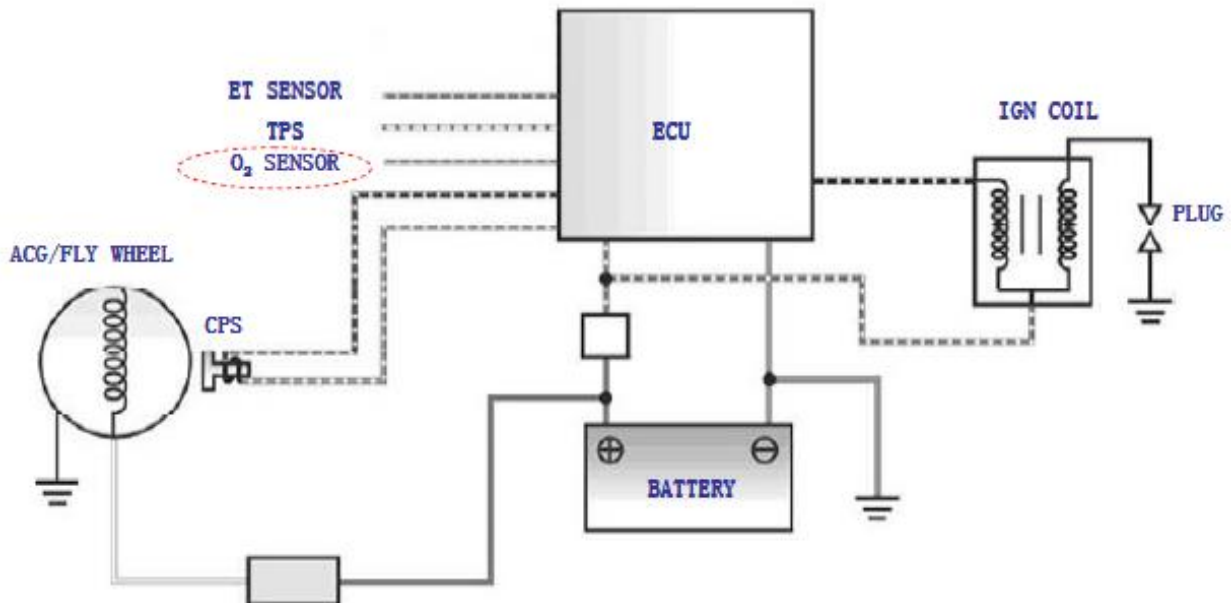 ET SENSOR
TPS
O₂ SENSOR
ECU
IGN COIL
PLUG
ACG/FLY WHEEL
CPS
BATTERY